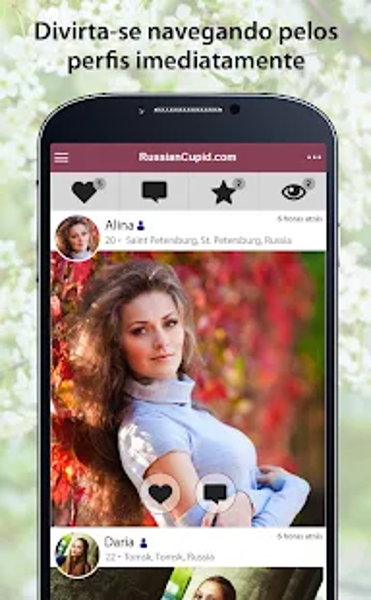 Divirta-se navegando pelos
perfis imediatamente
RussianCupid.com
5
2
2
Alina
6 horas atrás
20 • Saint Petersburg, St. Petersburg, Russia
Daria
6 horas atrás
22 • Tomsk, Tomsk, Russia